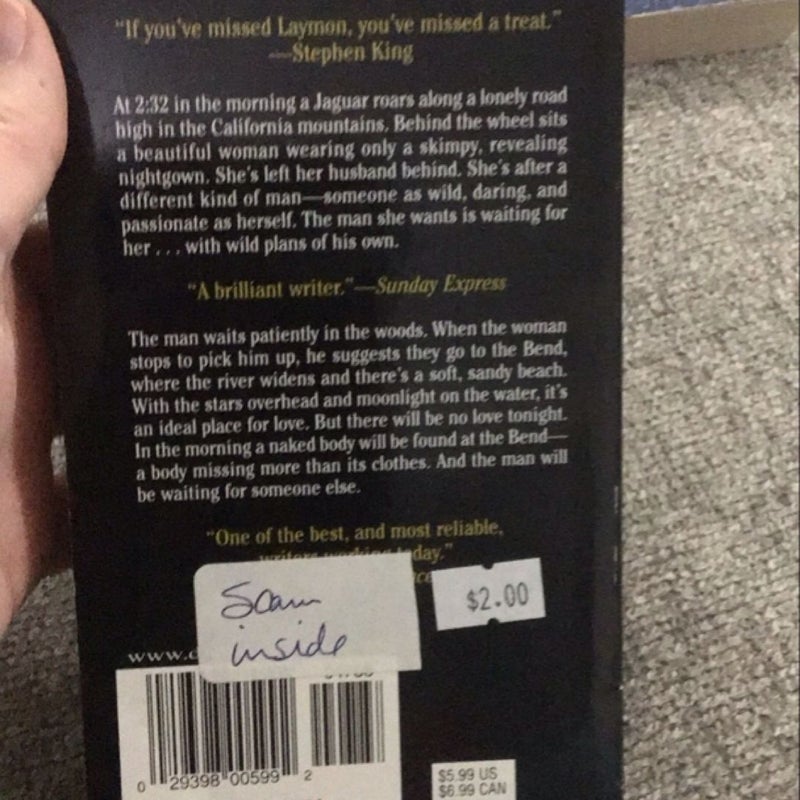 “If you’ve missed Laymon, you’ve missed a treat.”
—Stephen King
At 2:32 in the morning a Jaguar roars along a lonely road
high in the California mountains. Behind the wheel sits
a beautiful woman wearing only a skimpy, revealing
nightgown. She’s left her husband behind. She’s after a
different kind of man—someone as wild, daring, and
passionate as herself. The man she wants is waiting for
her . . . with wild plans of his own.
“A brilliant writer.”—Sunday Express
The man waits patiently in the woods. When the woman
stops to pick him up, he suggests they go to the Bend,
where the river widens and there’s a soft, sandy beach.
With the stars overhead and moonlight on the water, it’s
an ideal place for love. But there will be no love tonight.
In the morning a naked body will be found at the Bend—
a body missing more than its clothes. And the man will
be waiting for someone else.
“One of the best, and most reliable,
writers working today.”
$2.00
inside
www.
0 29398 00599 2
$5.99 US
$6.99 CAN